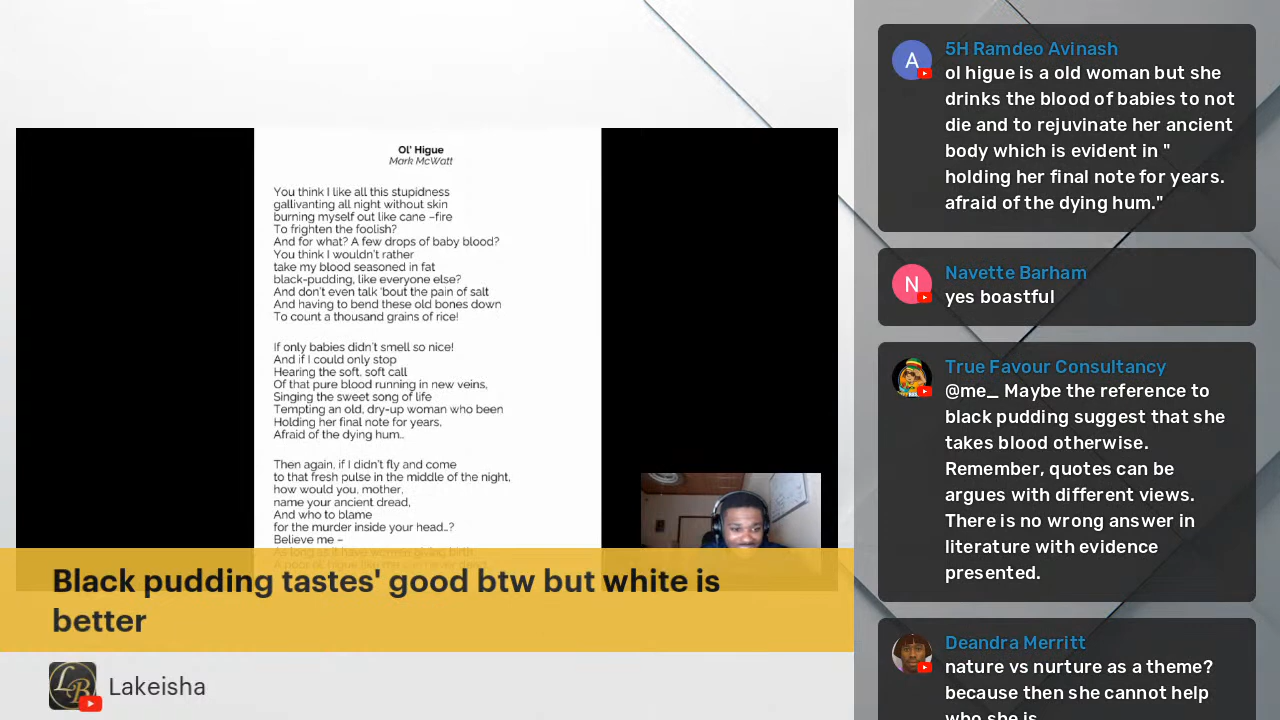 Ol' Higue
Mark McWatt
You think I like all this stupidness
gallivanting all night without skin
burning myself out like cane –fire
To frighten the foolish?
And for what? A few drops of baby blood?
You think I wouldn't rather
take my blood seasoned in fat
black-pudding, like everyone else?
And don't even talk 'bout the pain of salt
And having to bend these old bones down
To count a thousand grains of rice!
If only babies didn't smell so nice!
And if I could only stop
Hearing the soft, soft call
Of that pure blood running in new veins,
Singing the sweet song of life
Tempting an old, dry-up woman who been
Holding her final note for years,
Afraid of the dying hum...
Then again, if I didn't fly and come
to that fresh pulse in the middle of the night,
how would you, mother,
name your ancient dread,
And who to blame
for the murder inside your head...?
Believe me –
Black pudding tastes' good btw but white is
better
LB
Lakeisha
A
5H Ramdeo Avinash
ol higue is a old woman but she
drinks the blood of babies to not
die and to rejuvinate her ancient
body which is evident in "
holding her final note for years.
afraid of the dying hum."
N
Navette Barham
yes boastful
True Favour Consultancy
@me_ Maybe the reference to
black pudding suggest that she
takes blood otherwise.
Remember, quotes can be
argues with different views.
There is no wrong answer in
literature with evidence
presented.
Deandra Merritt
nature vs nurture as a theme?
because then she cannot help
who she is